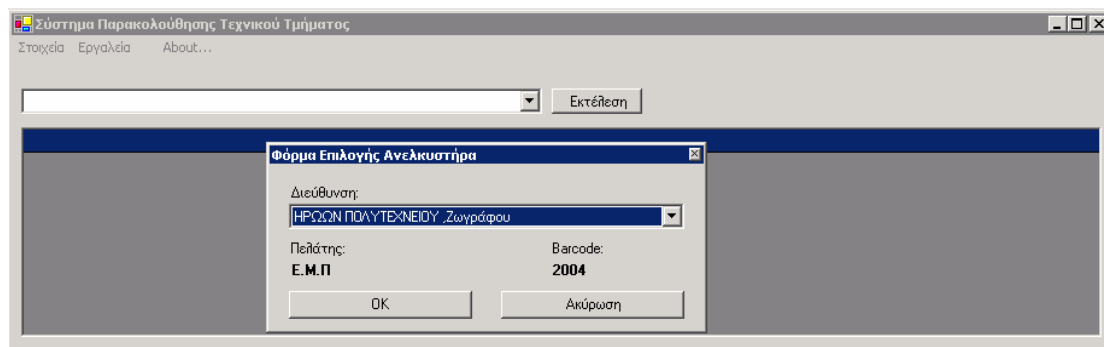 Σύστημα Παρακολούθησης Τεχνικού Τμήματος
Στοιχεία Εργαλεία About...
Εκτέλεση
Φόρμα Επιλογής Ανελκυστήρα
Διεύθυνση:
ΗΡΩΩΝ ΠΟΛΥΤΕΧΝΕΙΟΥ ,Ζωγράφου
Πελάτης: Barcode:
Ε.Μ.Π 2004
OK Ακύρωση